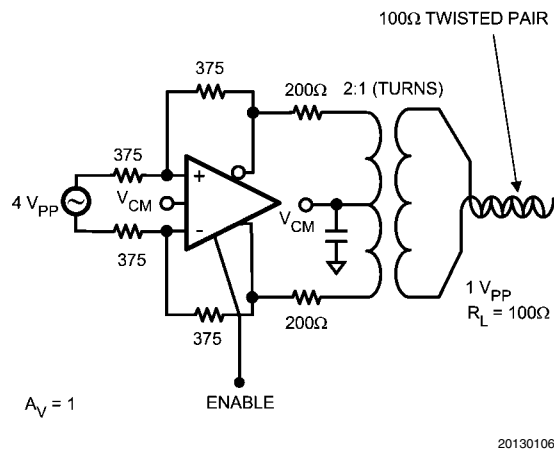 100Ω TWISTED PAIR
375
200Ω
2:1 (TURNS)
375
+
4 VPP
VCM
VCM
-
375
375
200Ω
1 VPP
RL = 100Ω
AV = 1
ENABLE
20130106